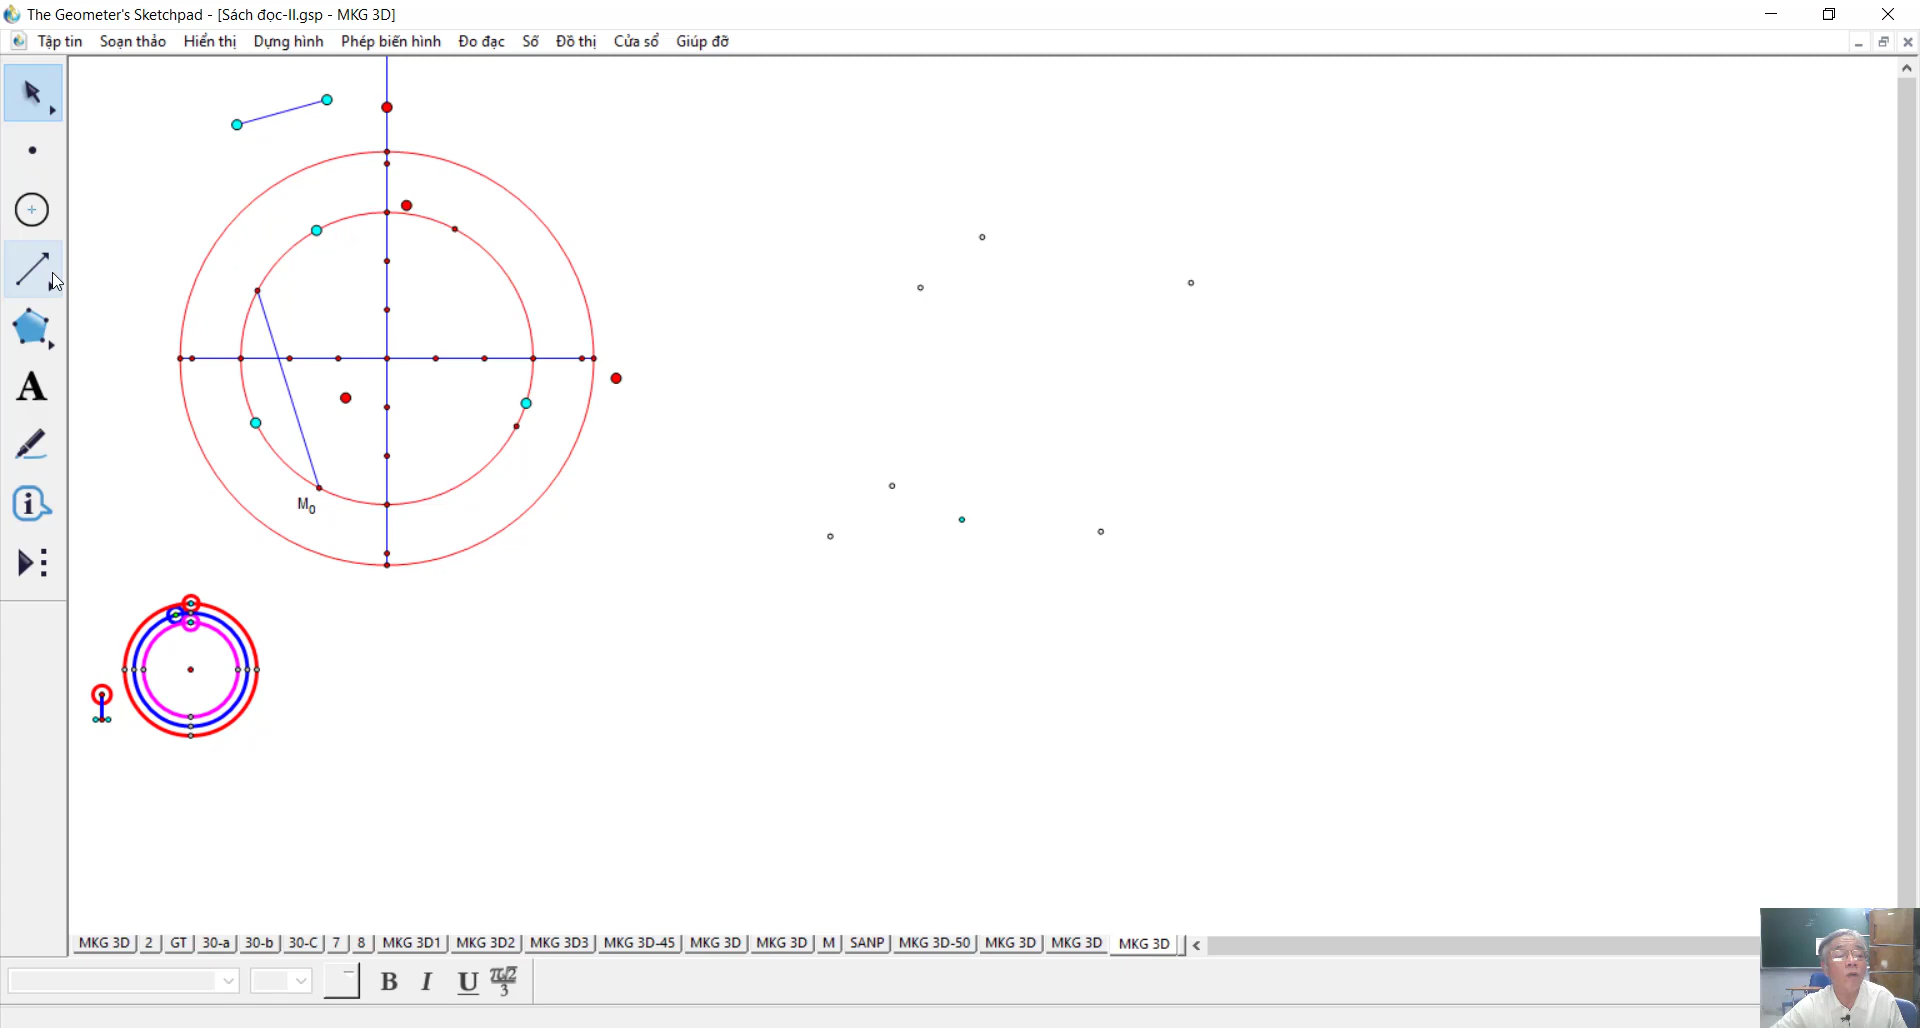 The Geometer's Sketchpad - [Sách đọc-II.gsp - MKG 3D]
Tập tin Soạn thảo Hiển thị Dựng hình Phép biến hình Đo đạc Số Đồ thị Cửa sổ Giúp đỡ
A
M₀
MKG 3D 2 GT 30-a 30-b 30-C 7 8 MKG 3D1 MKG 3D2 MKG 3D3 MKG 3D-45 MKG 3D MKG 3D M SANP MKG 3D-50 MKG 3D MKG 3D MKG 3D
B I U π√2/3